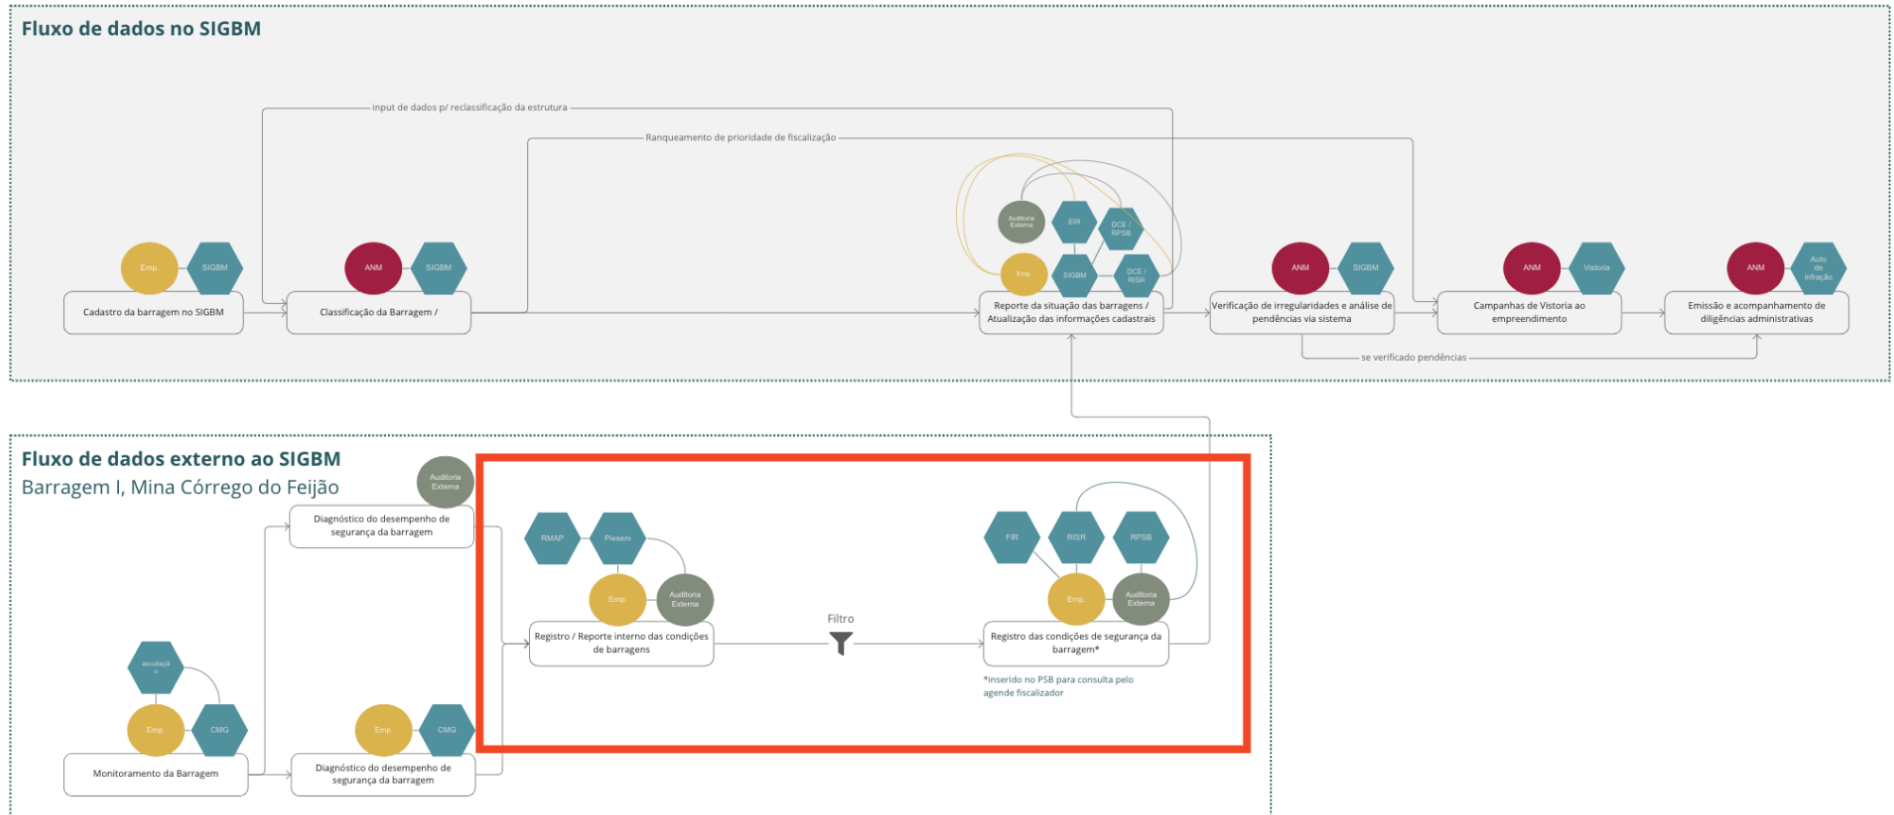 Fluxo de dados no SIGBM
input de dados p/ reclassificação da estrutura
Ranqueamento de prioridade de fiscalização
Emp.
SIGBM
Cadastro da barragem no SIGBM
ANM
SIGBM
Classificação da Barragem /
Auditoria
Externa
EIR
DCE /
RPSB
Emp.
SIGBM
DCE /
RISR
Reporte da situação das barragens /
Atualização das informações cadastrais
ANM
SIGBM
Verificação de irregularidades e análise de
pendências via sistema
ANM
Vistoria
Campanhas de Vistoria ao
empreendimento
ANM
Auto
de
infração
Emissão e acompanhamento de
diligências administrativas
se verificado pendências
Fluxo de dados externo ao SIGBM
Barragem I, Mina Córrego do Feijão
Auditoria
Externa
Diagnóstico do desempenho de
segurança da barragem
RMAP
Piesem
Emp.
Auditoria
Externa
Registro / Reporte interno das condições
de barragens
Filtro
FIR
RISR
RPSB
Emp.
Auditoria
Externa
Registro das condições de segurança da
barragem*
*inserido no PSB para consulta pelo
agende fiscalizador
Emp.
CMG
Monitoramento da Barragem
Emp.
CMG
Diagnóstico do desempenho de
segurança da barragem